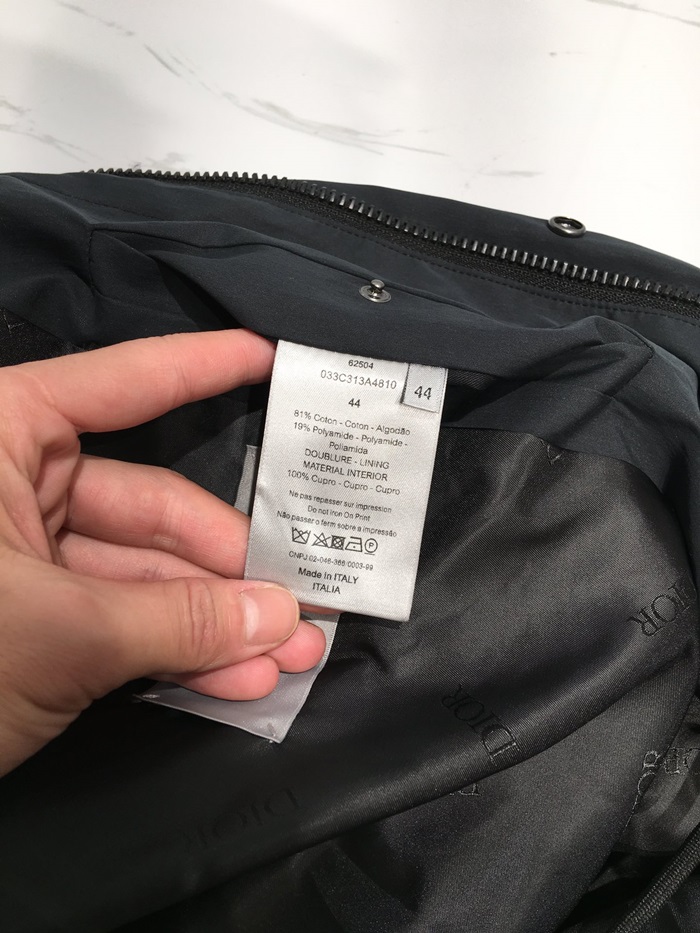 62504
033C313A4810
44
44
81% Coton - Coton - Algodão
19% Polyamide - Polyamide -
Poliamida
DOUBLURE - LINING
MATERIAL INTERIOR
100% Cupro - Cupro - Cupro
Ne pas repasser sur impression
Do not Iron On Print
Não passar o ferro sobre a impressão
P
CNPJ:02-046-366:0003-99
Made in ITALY
ITALIA
DIOR
DIOR
DIOR